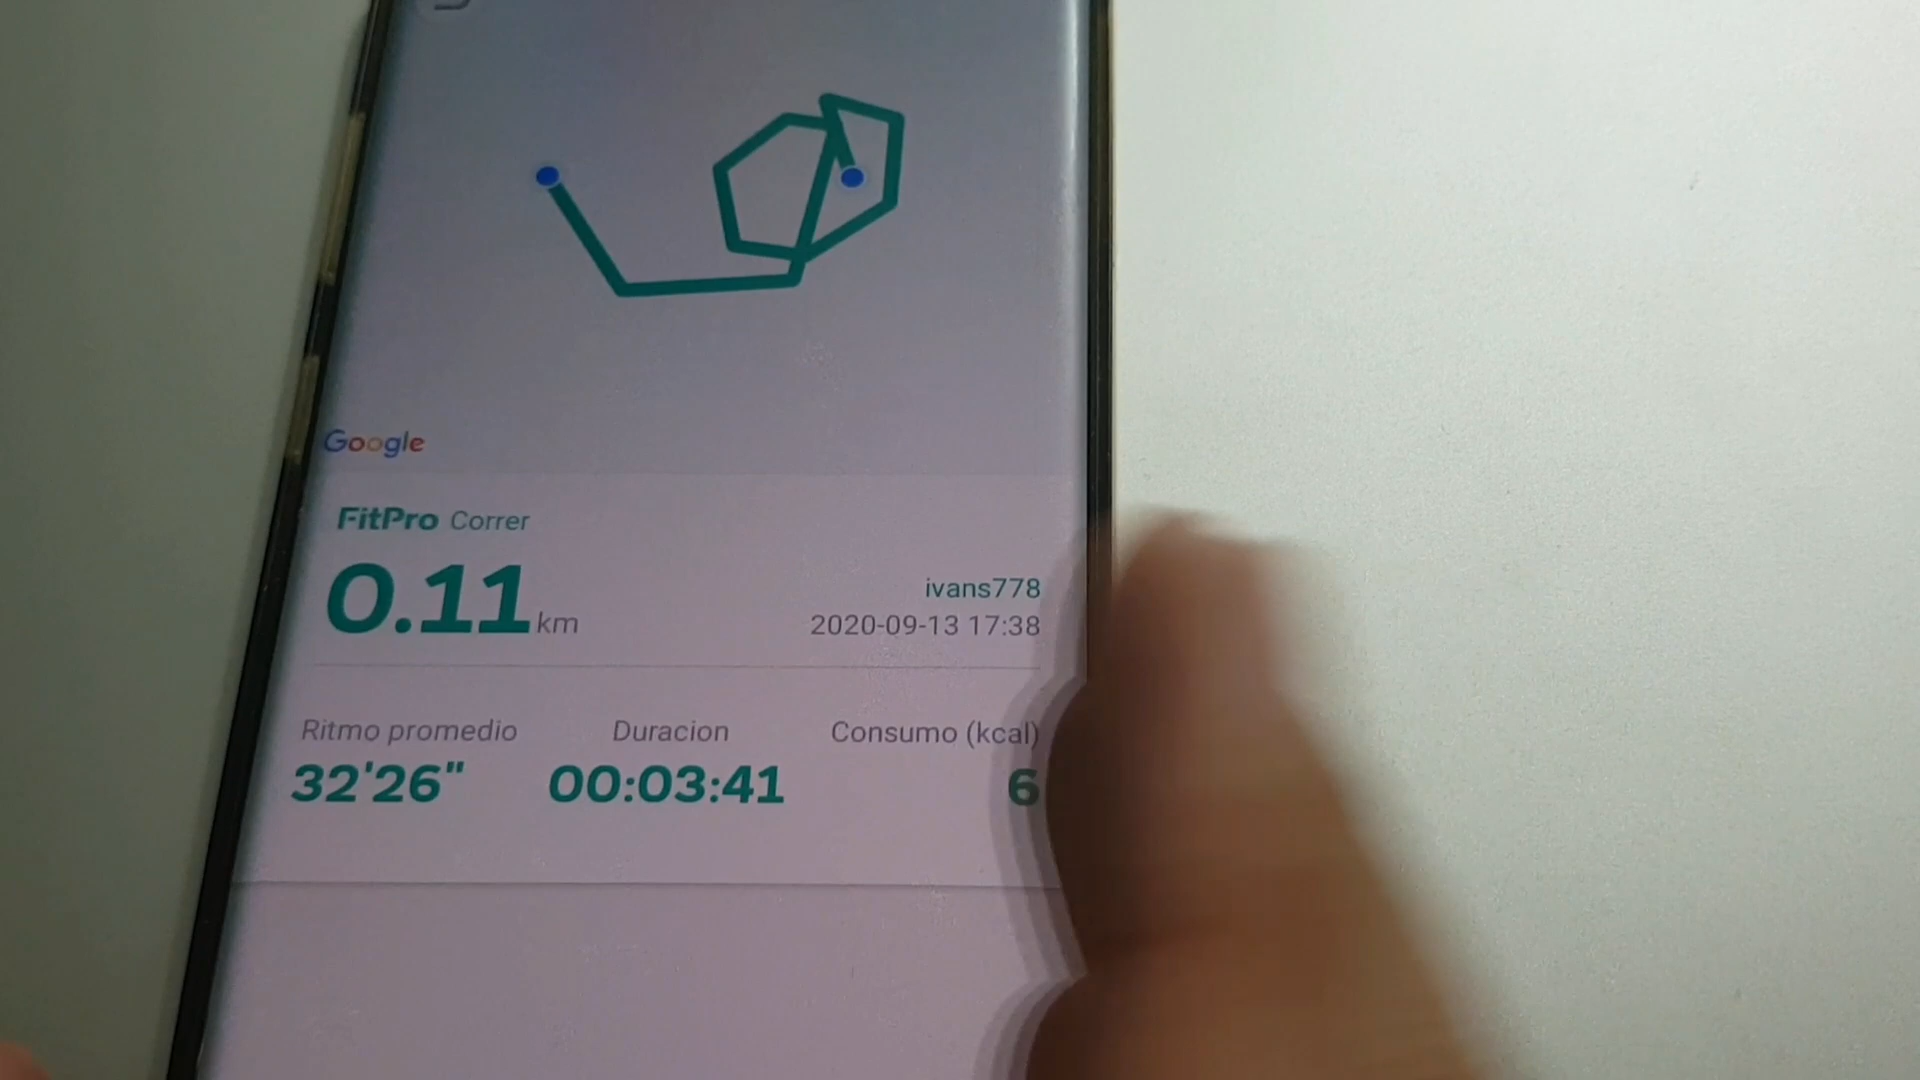 Google
FitPro Correr
0.11 km
ivans778
2020-09-13 17:38
Ritmo promedio Duracion Consumo (kcal)
32'26" 00:03:41 6